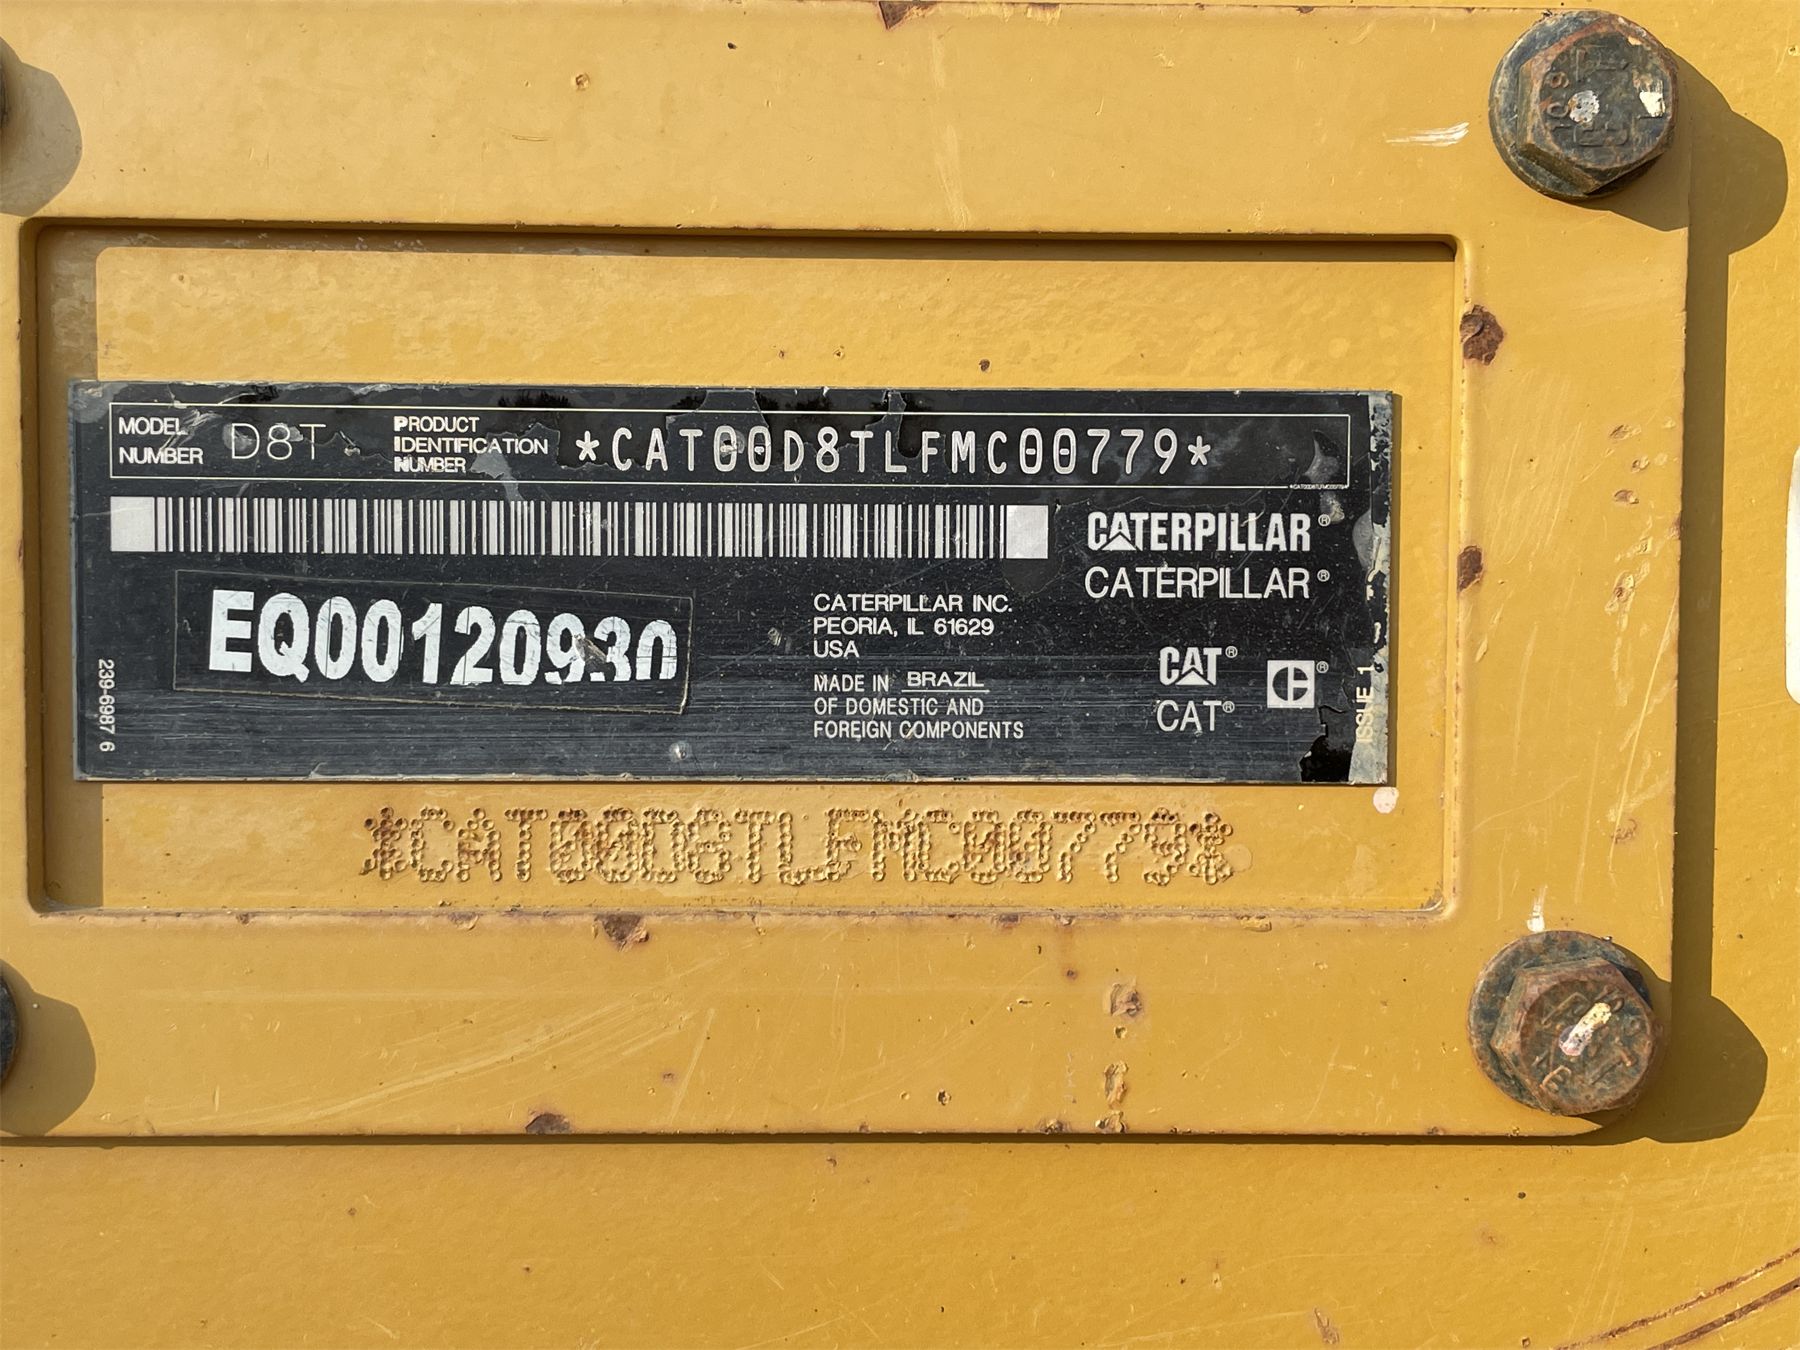 MODEL NUMBER D8T
PRODUCT IDENTIFICATION NUMBER *CAT00D8TLFMC00779*
*CAT00D8TLFMC00779*
CATERPILLAR®
CATERPILLAR®
EQ00120930
CATERPILLAR INC.
PEORIA, IL 61629
USA
MADE IN BRAZIL
OF DOMESTIC AND
FOREIGN COMPONENTS
CAT®
CAT®
C ®
239-6987 6
ISSUE 1
*CAT00D8TLFMC00779*